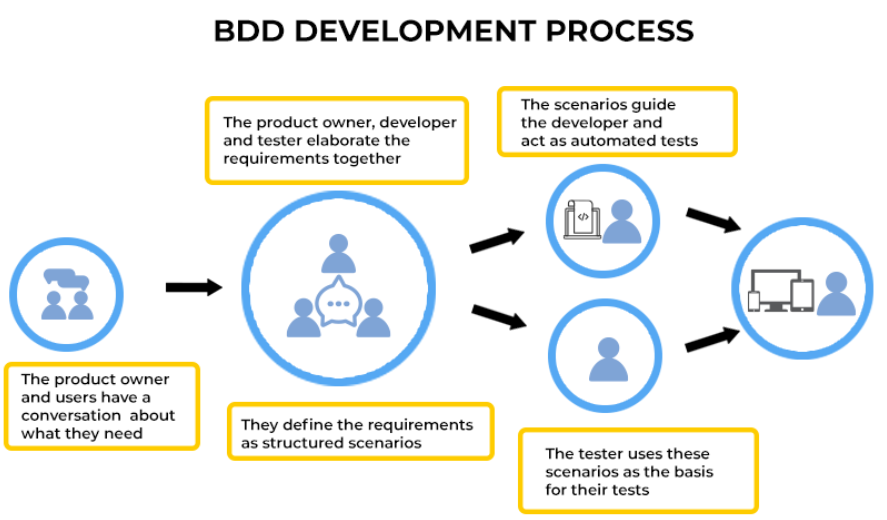 BDD DEVELOPMENT PROCESS
The product owner
and users have a
conversation about
what they need
The product owner, developer
and tester elaborate the
requirements together
They define the requirements
as structured scenarios
The scenarios guide
the developer and
act as automated tests
</>
The tester uses these
scenarios as the basis
for their tests